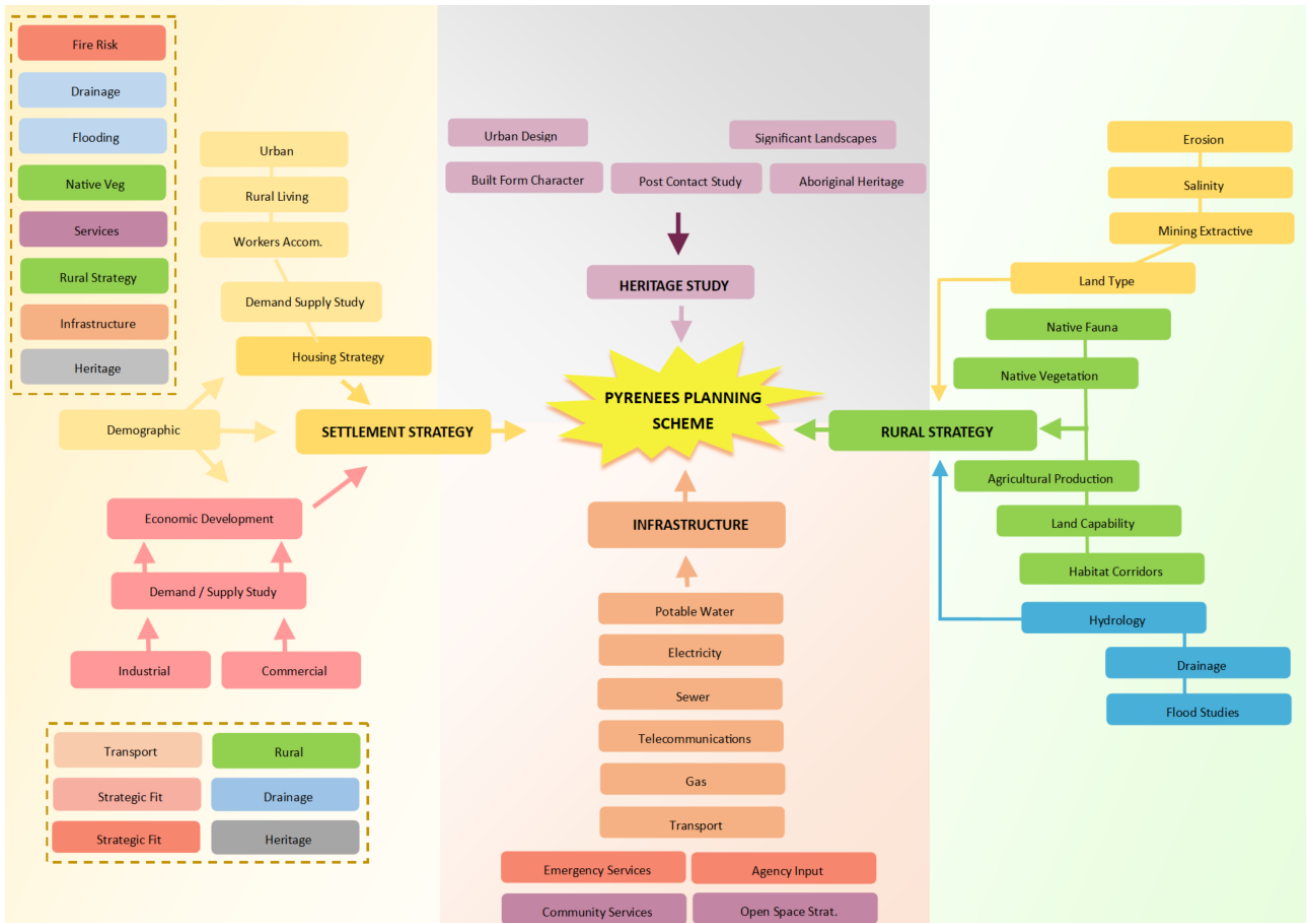 Fire Risk
Drainage
Flooding
Native Veg
Services
Rural Strategy
Infrastructure
Heritage
Urban
Rural Living
Workers Accom.
Demand Supply Study
Housing Strategy
Demographic
SETTLEMENT STRATEGY
Economic Development
Demand / Supply Study
Industrial
Commercial
Transport
Rural
Strategic Fit
Drainage
Strategic Fit
Heritage
Urban Design
Significant Landscapes
Built Form Character
Post Contact Study
Aboriginal Heritage
HERITAGE STUDY
PYRENEES PLANNING
SCHEME
INFRASTRUCTURE
Potable Water
Electricity
Sewer
Telecommunications
Gas
Transport
Emergency Services
Agency Input
Community Services
Open Space Strat.
Erosion
Salinity
Mining Extractive
Land Type
Native Fauna
Native Vegetation
RURAL STRATEGY
Agricultural Production
Land Capability
Habitat Corridors
Hydrology
Drainage
Flood Studies